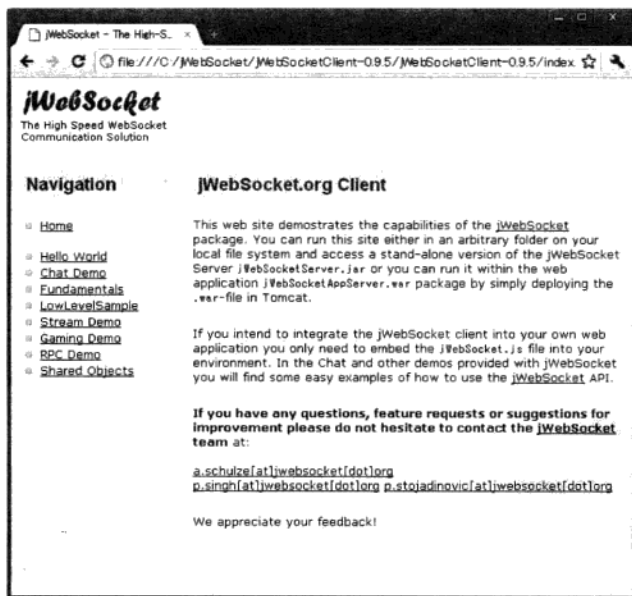 jWebSocket - The High-S...
file:///C:/jWebSocket/jWebSocketClient-0.9.5/jWebSocketClient-0.9.5/index
jWebSocket
The High Speed WebSocket
Communication Solution
Navigation
Home
Hello World
Chat Demo
Fundamentals
LowLevelSample
Stream Demo
Gaming Demo
RPC Demo
Shared Objects
jWebSocket.org Client
This web site demostrates the capabilities of the jWebSocket
package. You can run this site either in an arbitrary folder on your
local file system and access a stand-alone version of the jWebSocket
Server jWebSocketServer.jar or you can run it within the web
application jWebSocketAppServer.war package by simply deploying the
.war-file in Tomcat.
If you intend to integrate the jWebSocket client into your own web
application you only need to embed the jWebSocket.js file into your
environment. In the Chat and other demos provided with jWebSocket
you will find some easy examples of how to use the jWebSocket API.
If you have any questions, feature requests or suggestions for
improvement please do not hesitate to contact the jWebSocket
team at:
a.schulze[at]jwebsocket[dot]org
p.singh[at]jwebsocket[dot]org p.stojadinovic[at]jwebsocket[dot]org
We appreciate your feedback!